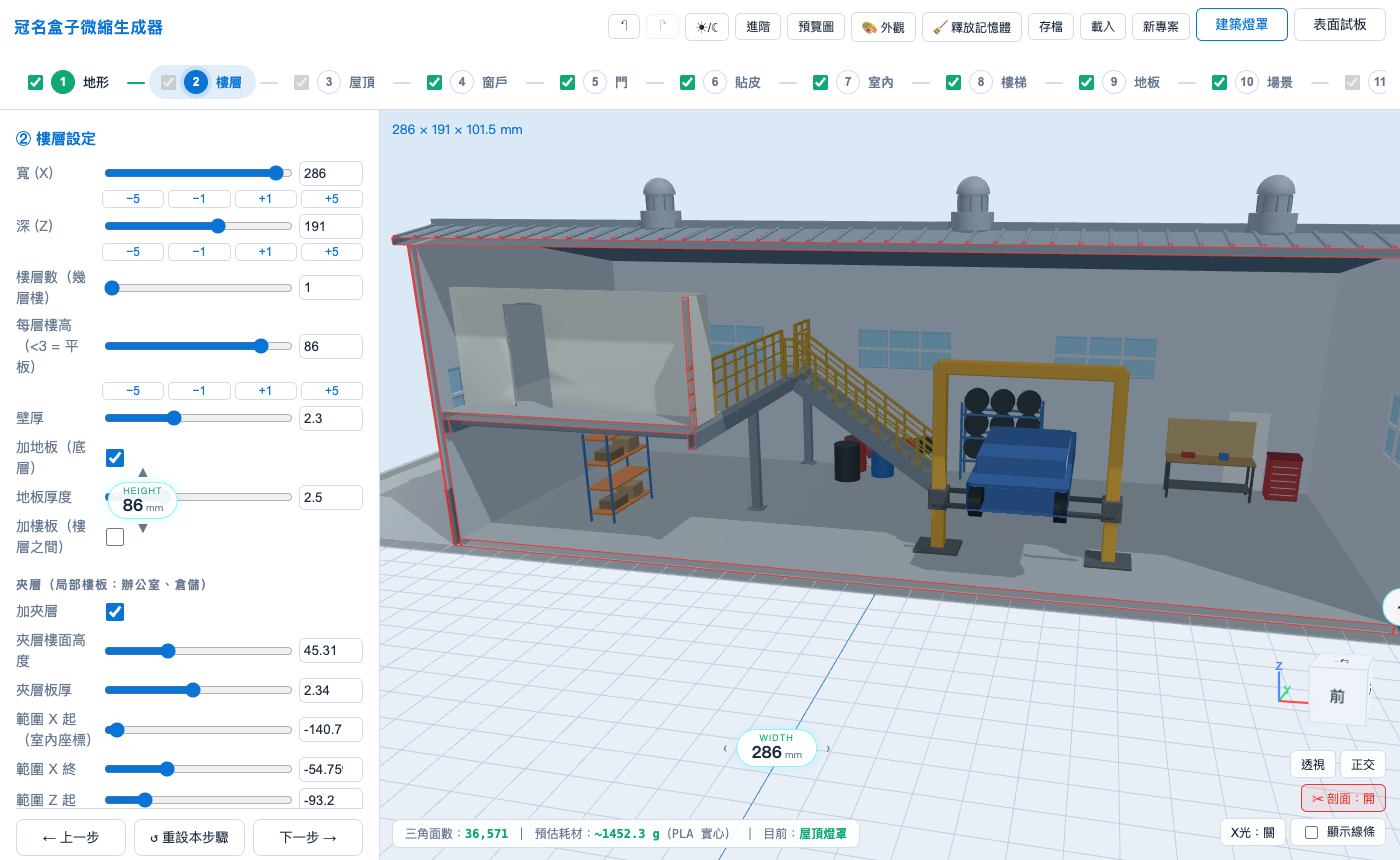 冠名盒子微縮生成器
☀/☾ 進階 預覽圖 🎨 外觀 🧹 釋放記憶體 存檔 載入 新專案 建築燈罩 表面試板
1 地形 2 樓層 3 屋頂 4 窗戶 5 門 6 貼皮 7 室內 8 樓梯 9 地板 10 場景 11
② 樓層設定
寬 (X) 286
−5 −1 +1 +5
深 (Z) 191
−5 −1 +1 +5
樓層數（幾
層樓） 1
每層樓高
（<3 = 平
板） 86
−5 −1 +1 +5
壁厚 2.3
加地板（底
層）
地板厚度 2.5
HEIGHT
86 mm
加樓板（樓
層之間）
夾層（局部樓板：辦公室、倉儲）
加夾層
夾層樓面高
度 45.31
夾層板厚 2.34
範圍 X 起
（室內座標） -140.7
範圍 X 終 -54.75
範圍 Z 起 -93.2
← 上一步 ↺ 重設本步驟 下一步 →
286 × 191 × 101.5 mm
WIDTH
286 mm
Z
Y
前
透視 正交
✂ 剖面：開
X光：關 顯示線條
三角面數：36,571 | 預估耗材：~1452.3 g (PLA 實心) | 目前：屋頂燈罩